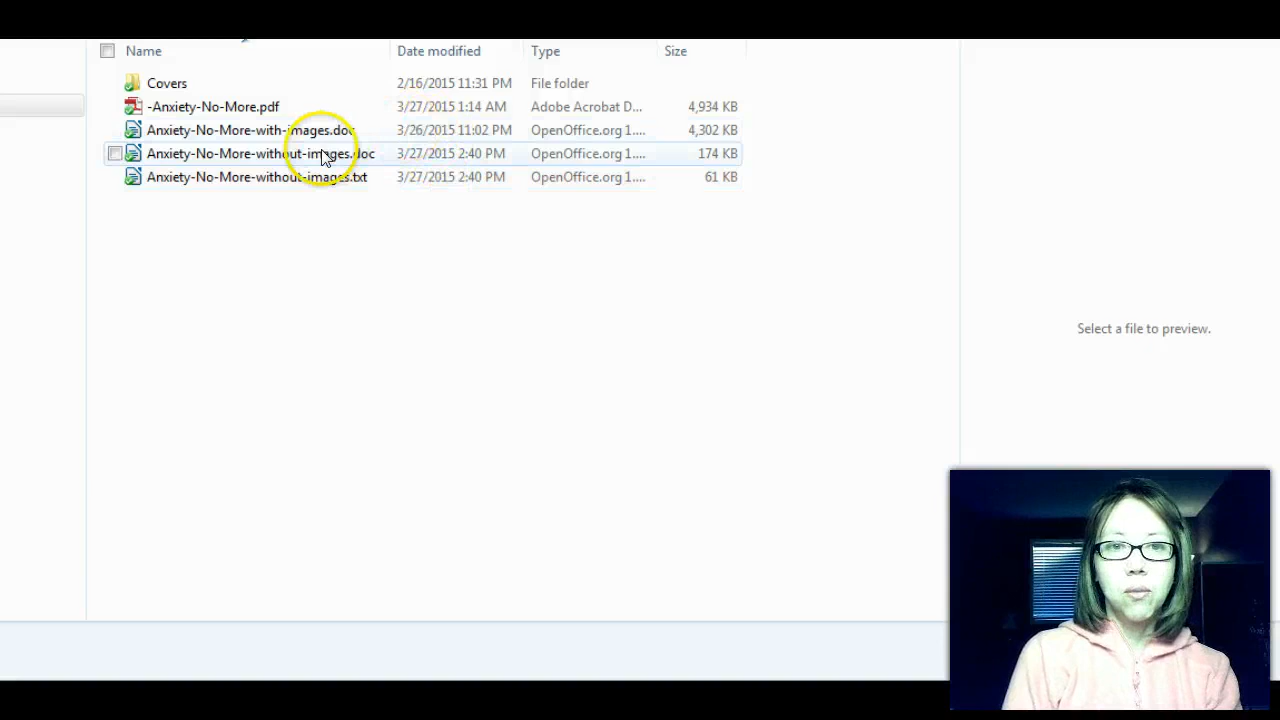 Name Date modified Type Size
Covers 2/16/2015 11:31 PM File folder
-Anxiety-No-More.pdf 3/27/2015 1:14 AM Adobe Acrobat D... 4,934 KB
Anxiety-No-More-with-images.doc 3/26/2015 11:02 PM OpenOffice.org 1.... 4,302 KB
Anxiety-No-More-without-images.doc 3/27/2015 2:40 PM OpenOffice.org 1.... 174 KB
Anxiety-No-More-without-images.txt 3/27/2015 2:40 PM OpenOffice.org 1.... 61 KB
Select a file to preview.